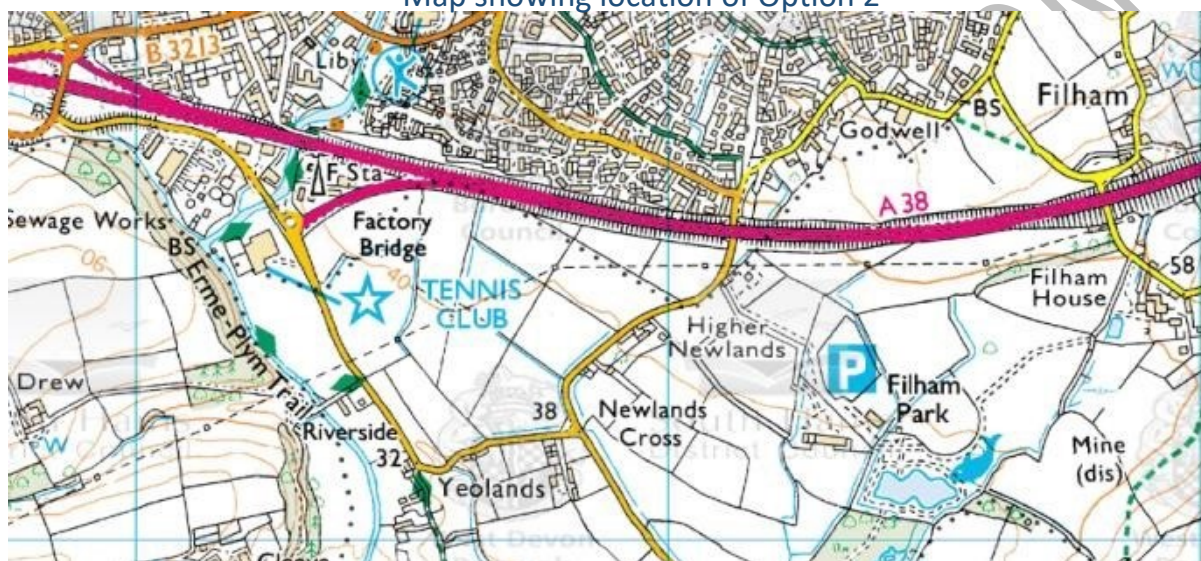 Map showing location of Option 2
B 3213
Liby
BS
Filham
Godwell
F Sta
A 38
Factory
Bridge
Sewage Works
BS
60
40
TENNIS
CLUB
Erme-Plym Trail
58
Filham
House
Higher
Newlands
P
Filham
Park
Drew
38
Newlands
Cross
Riverside
32
Yeolands
Mine
(dis)